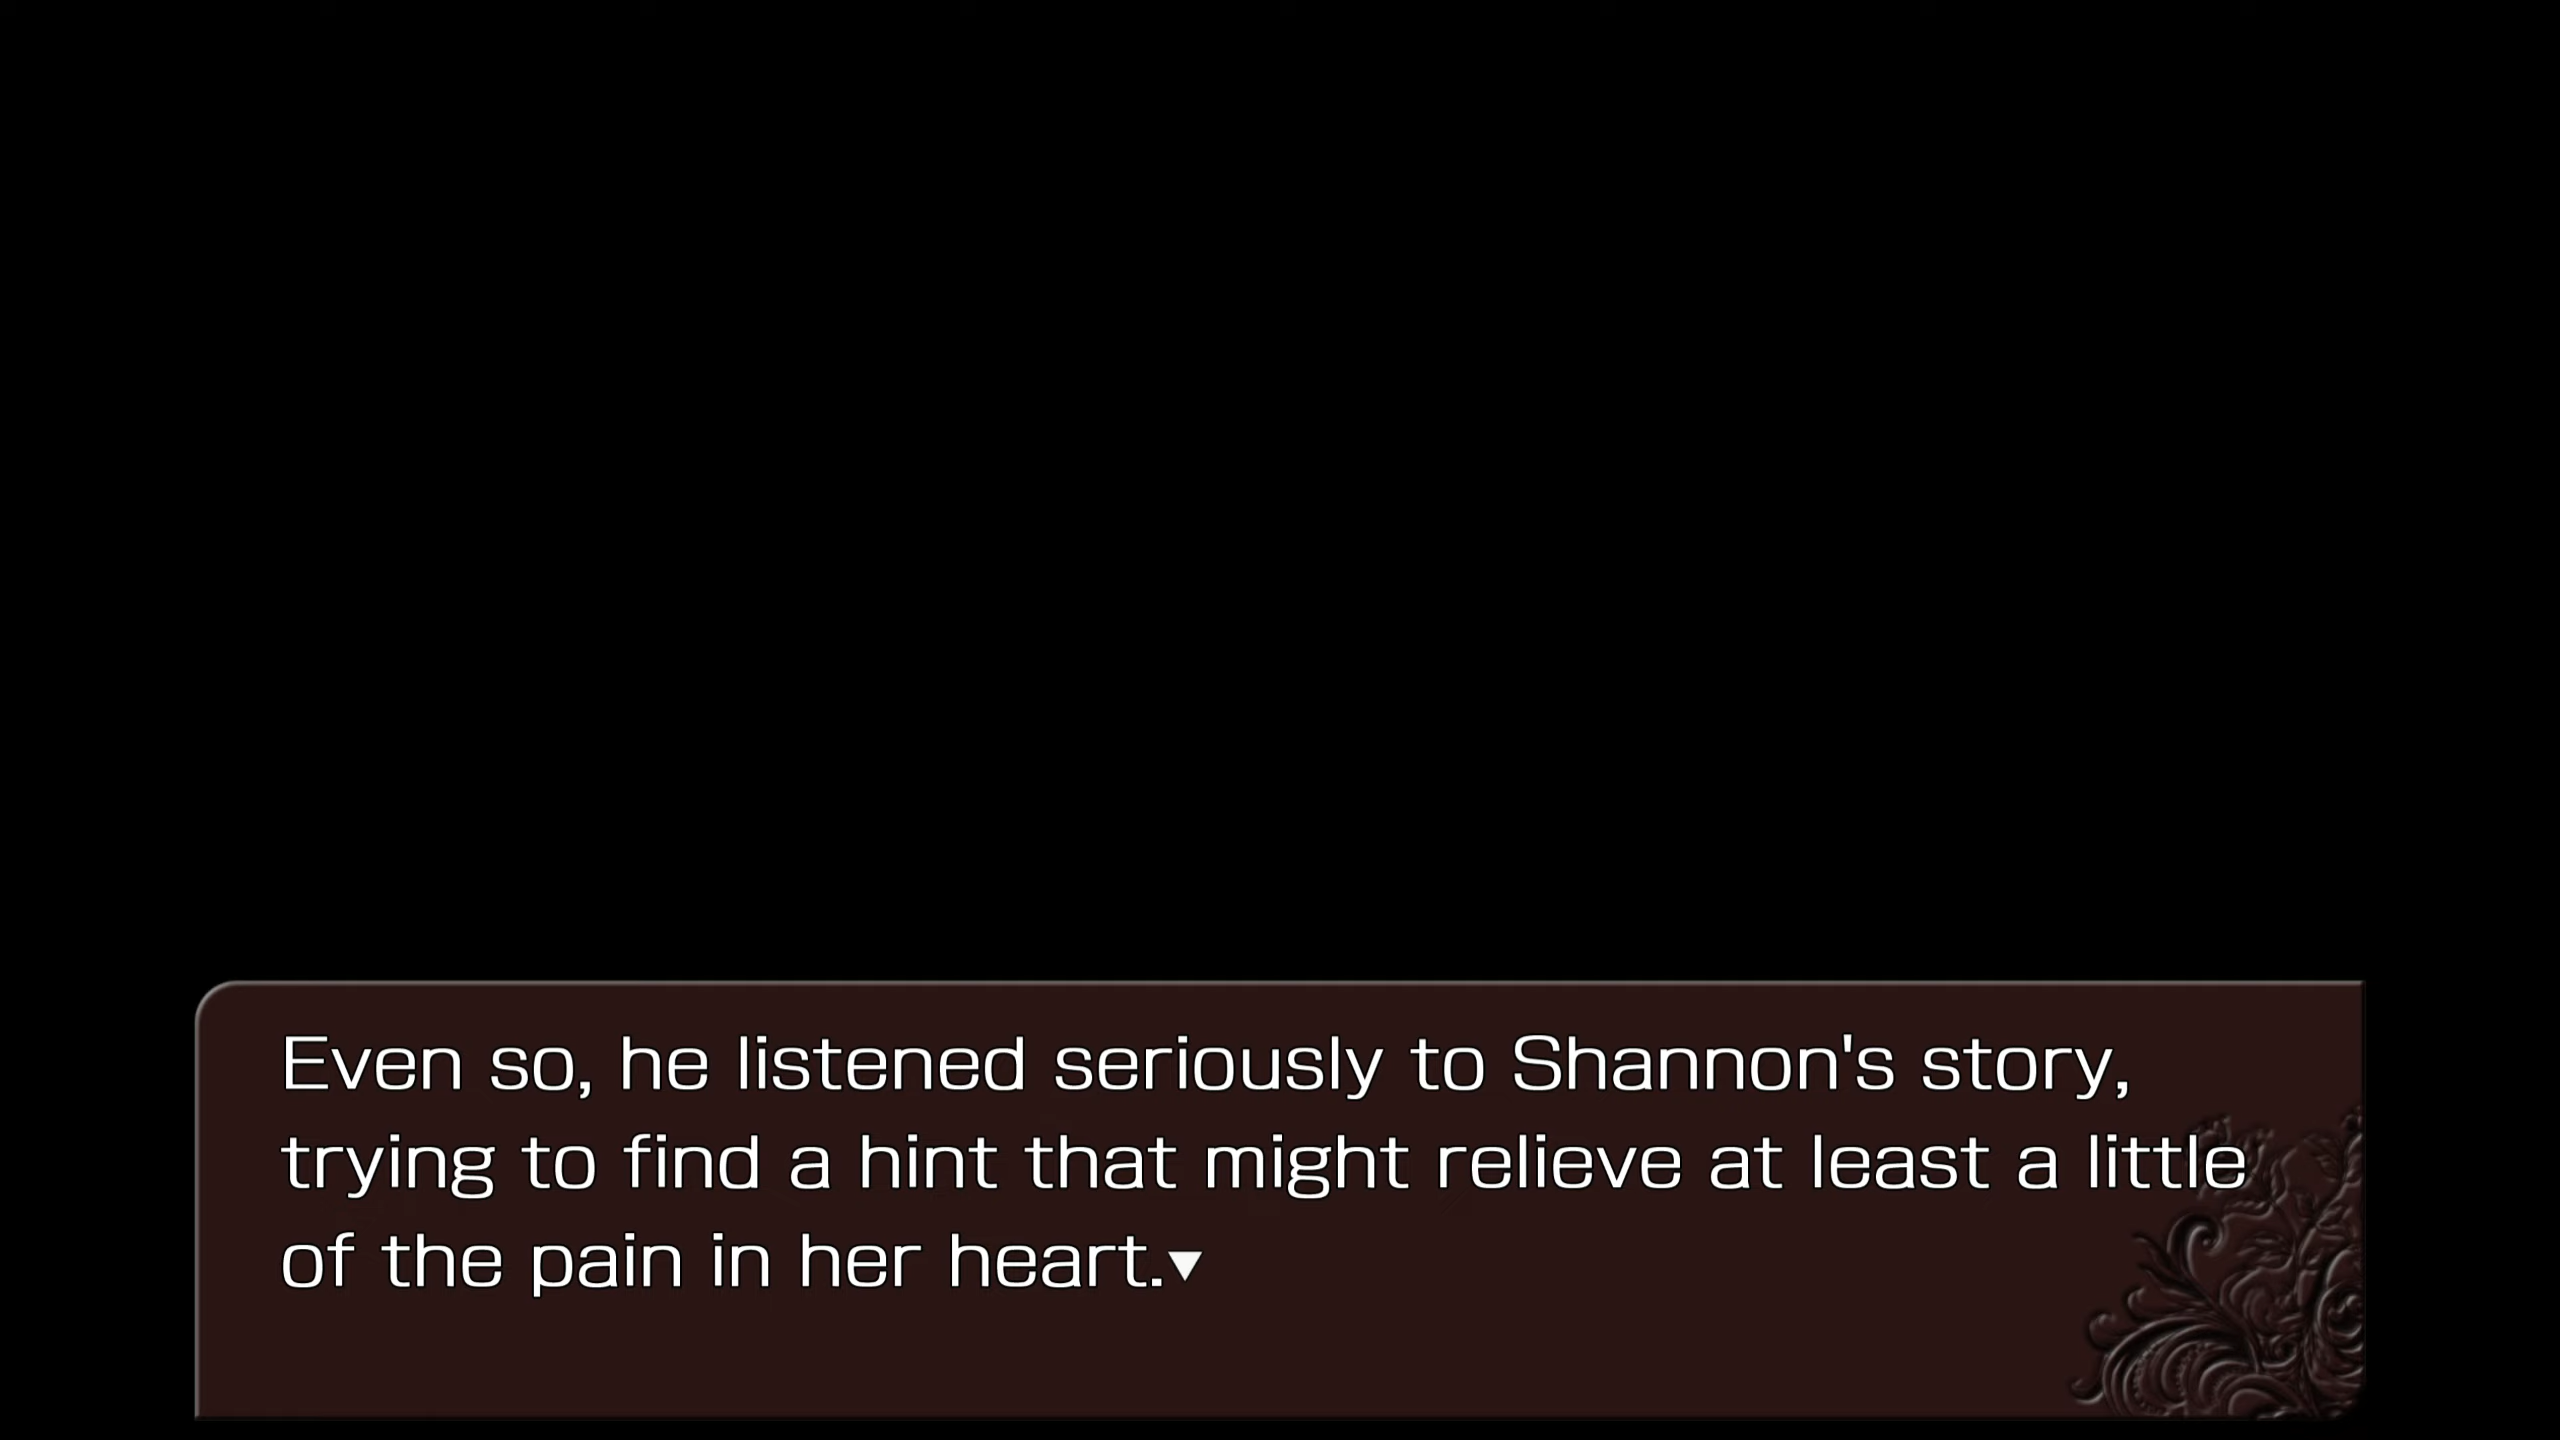 Even so, he listened seriously to Shannon's story,
trying to find a hint that might relieve at least a little
of the pain in her heart.▼